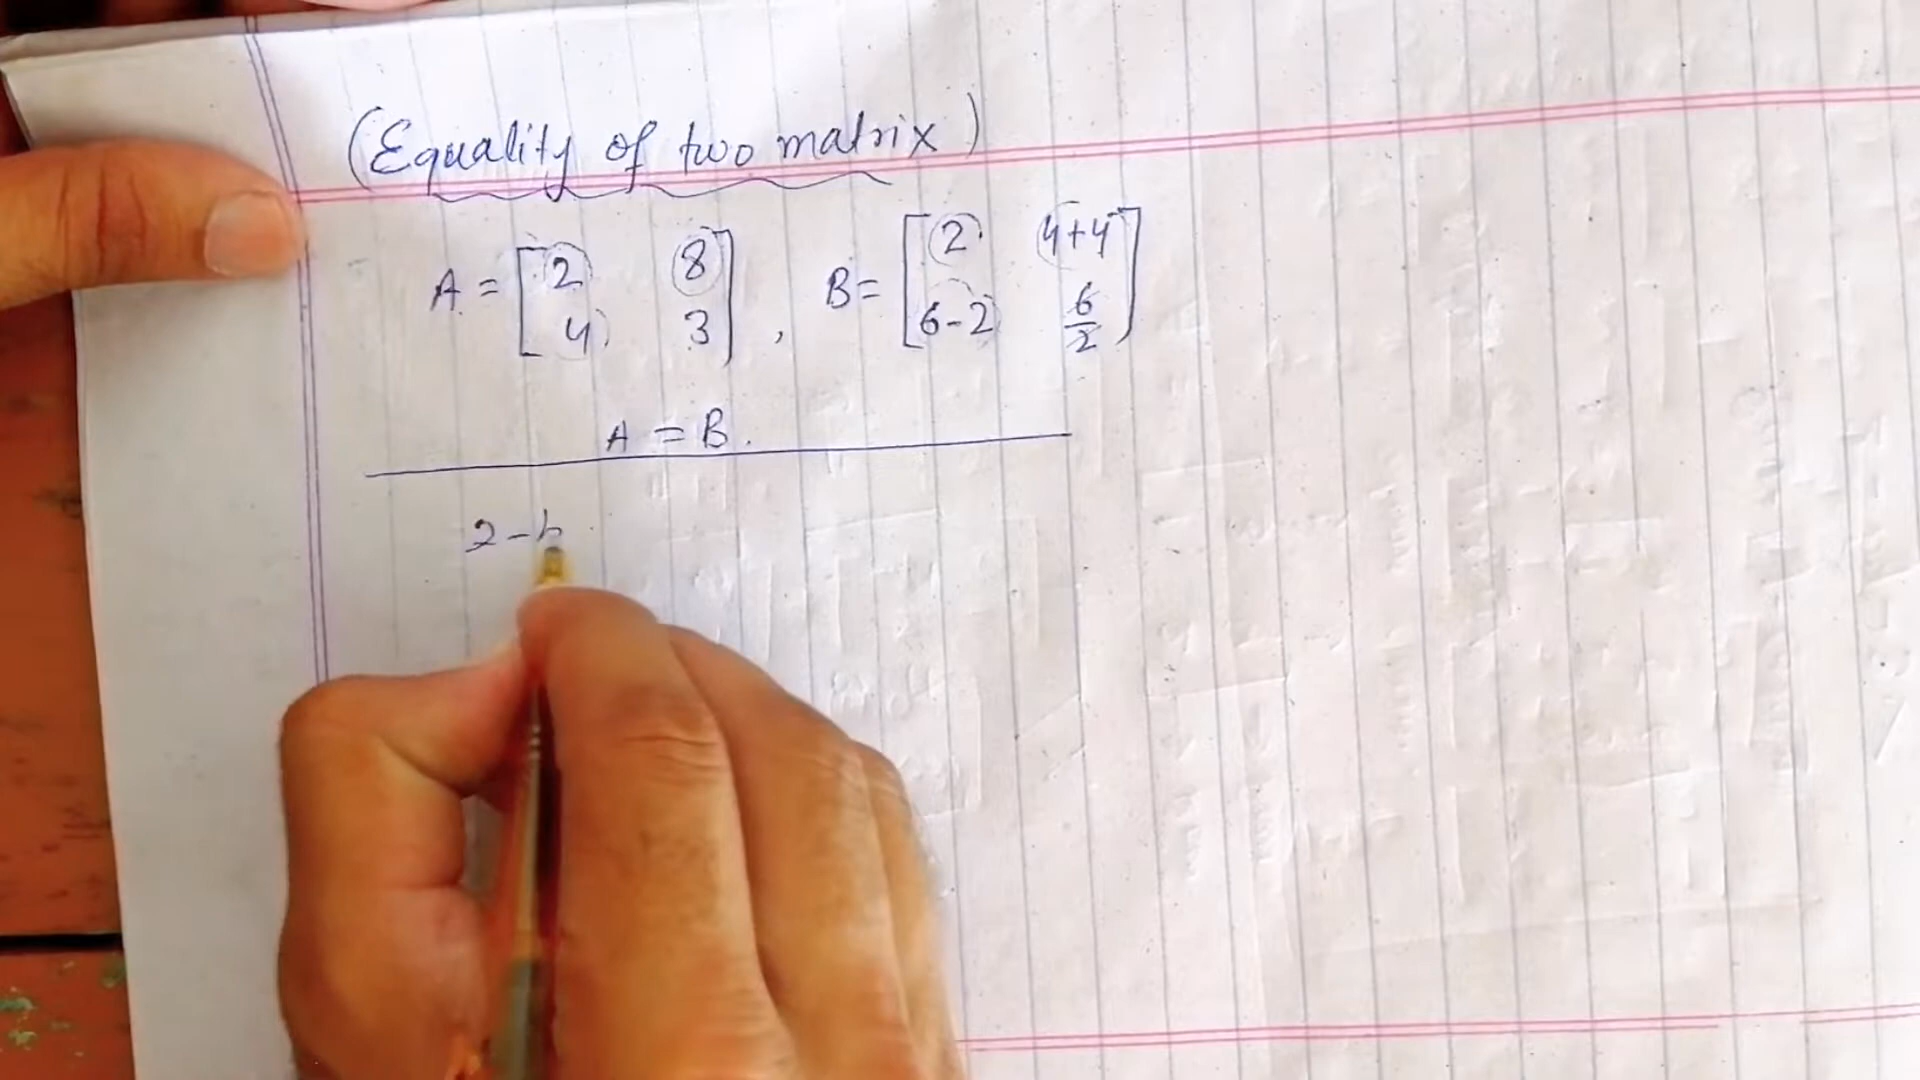 (Equality of two matrix)
A = [2 8 4 3], B = [2 4+4 6-2 6/2]
A = B.
2-h